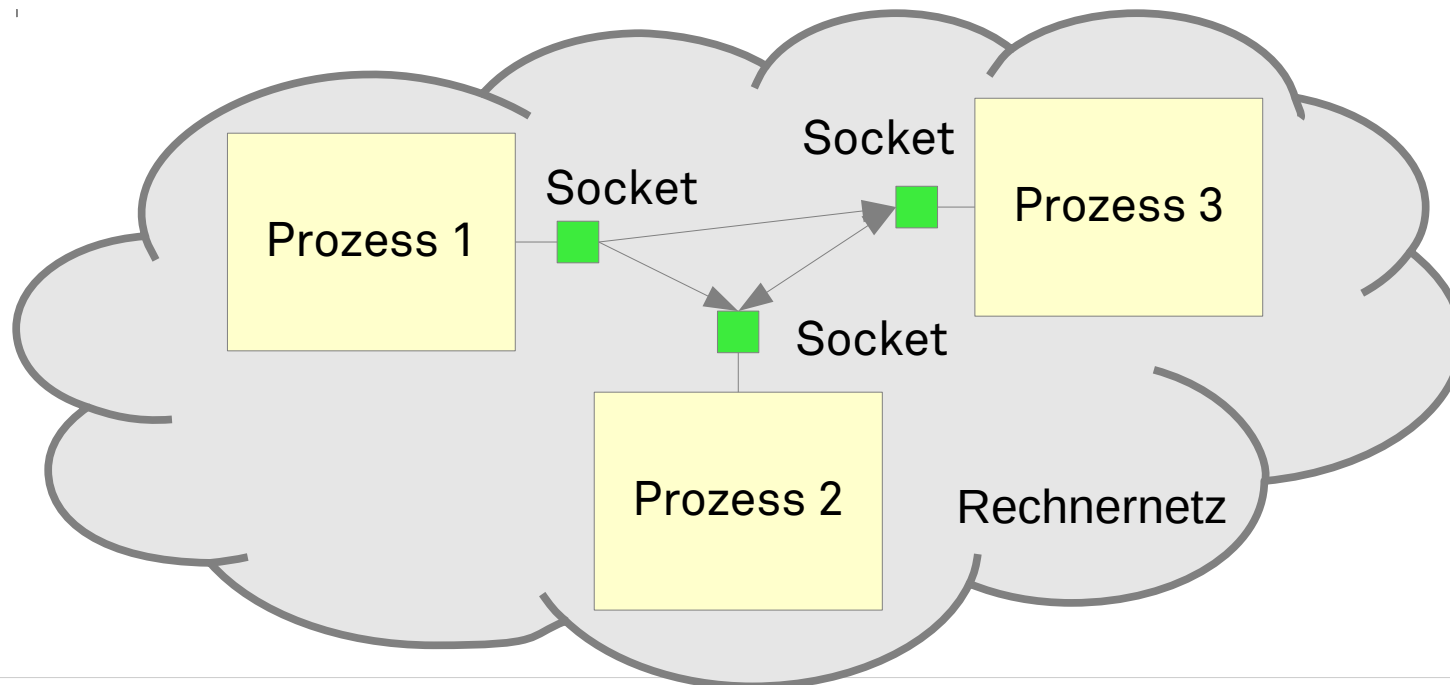 Socket
Socket
Prozess 3
Prozess 1
Socket
Prozess 2
Rechnernetz